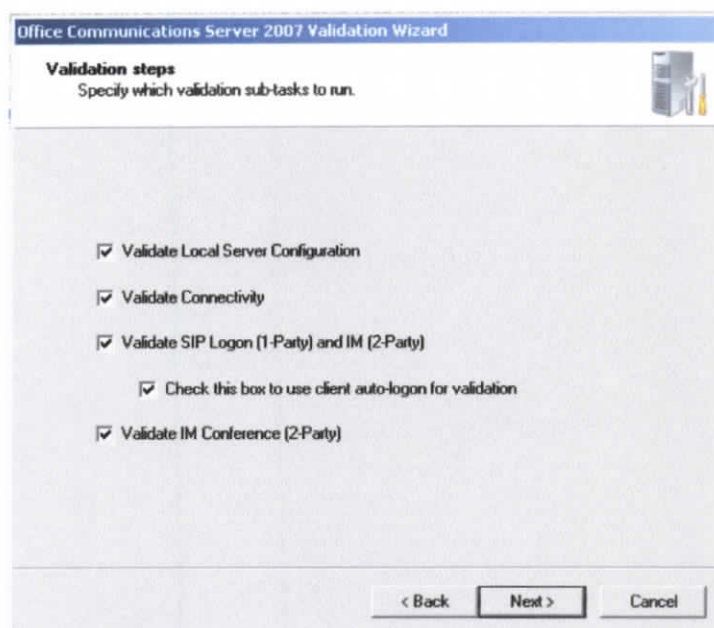 Office Communications Server 2007 Validation Wizard
Validation steps
Specify which validation sub-tasks to run.
Validate Local Server Configuration
Validate Connectivity
Validate SIP Logon (1-Party) and IM (2-Party)
Check this box to use client auto-logon for validation
Validate IM Conference (2-Party)
< Back Next > Cancel